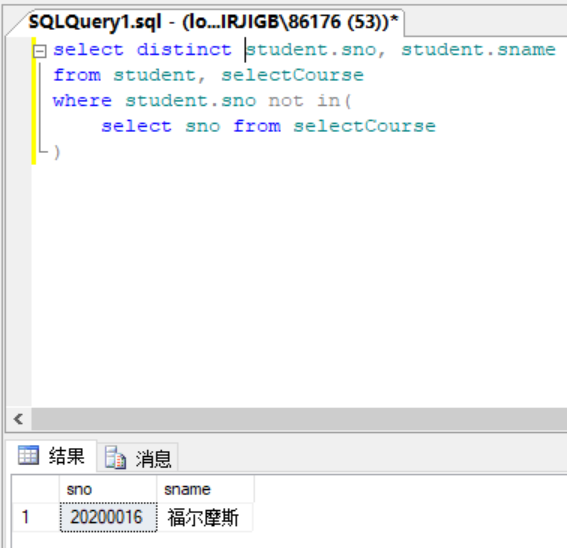 SQLQuery1.sql - (lo...IRJIGB\86176 (53))*
select distinct student.sno, student.sname
from student, selectCourse
where student.sno not in(
select sno from selectCourse
)
结果 消息
sno sname
1 20200016 福尔摩斯